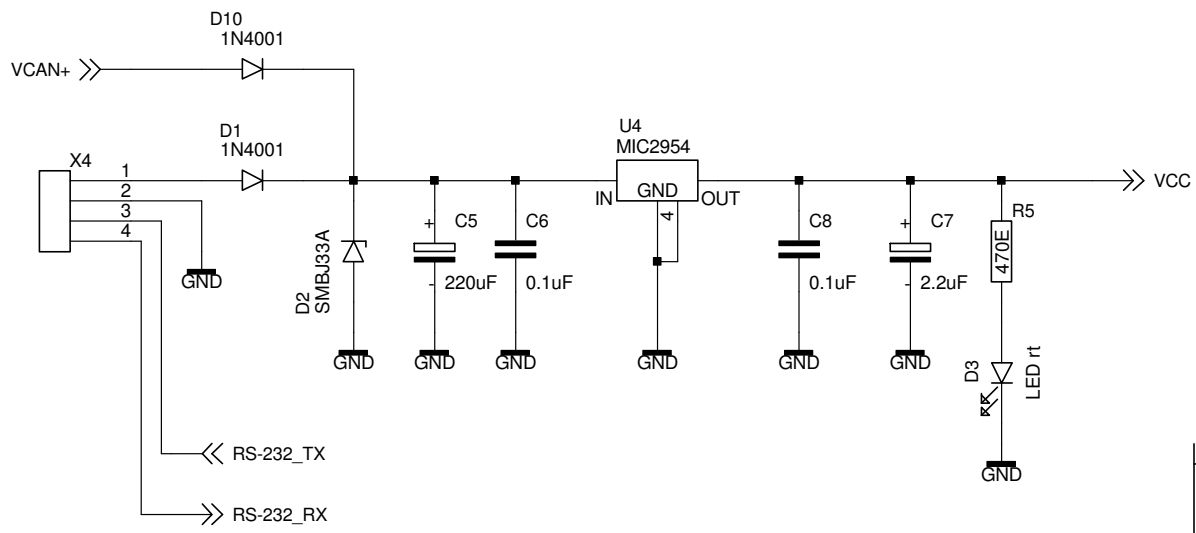 D10
1N4001
VCAN+
D1
1N4001
X4
1
2
3
4
GND
D2
SMBJ33A
GND
+
C5
-
220uF
GND
C6
0.1uF
GND
U4
MIC2954
IN
GND
OUT
4
GND
C8
0.1uF
GND
+
C7
-
2.2uF
GND
VCC
R5
470E
D3
LED rt
GND
RS-232_TX
RS-232_RX